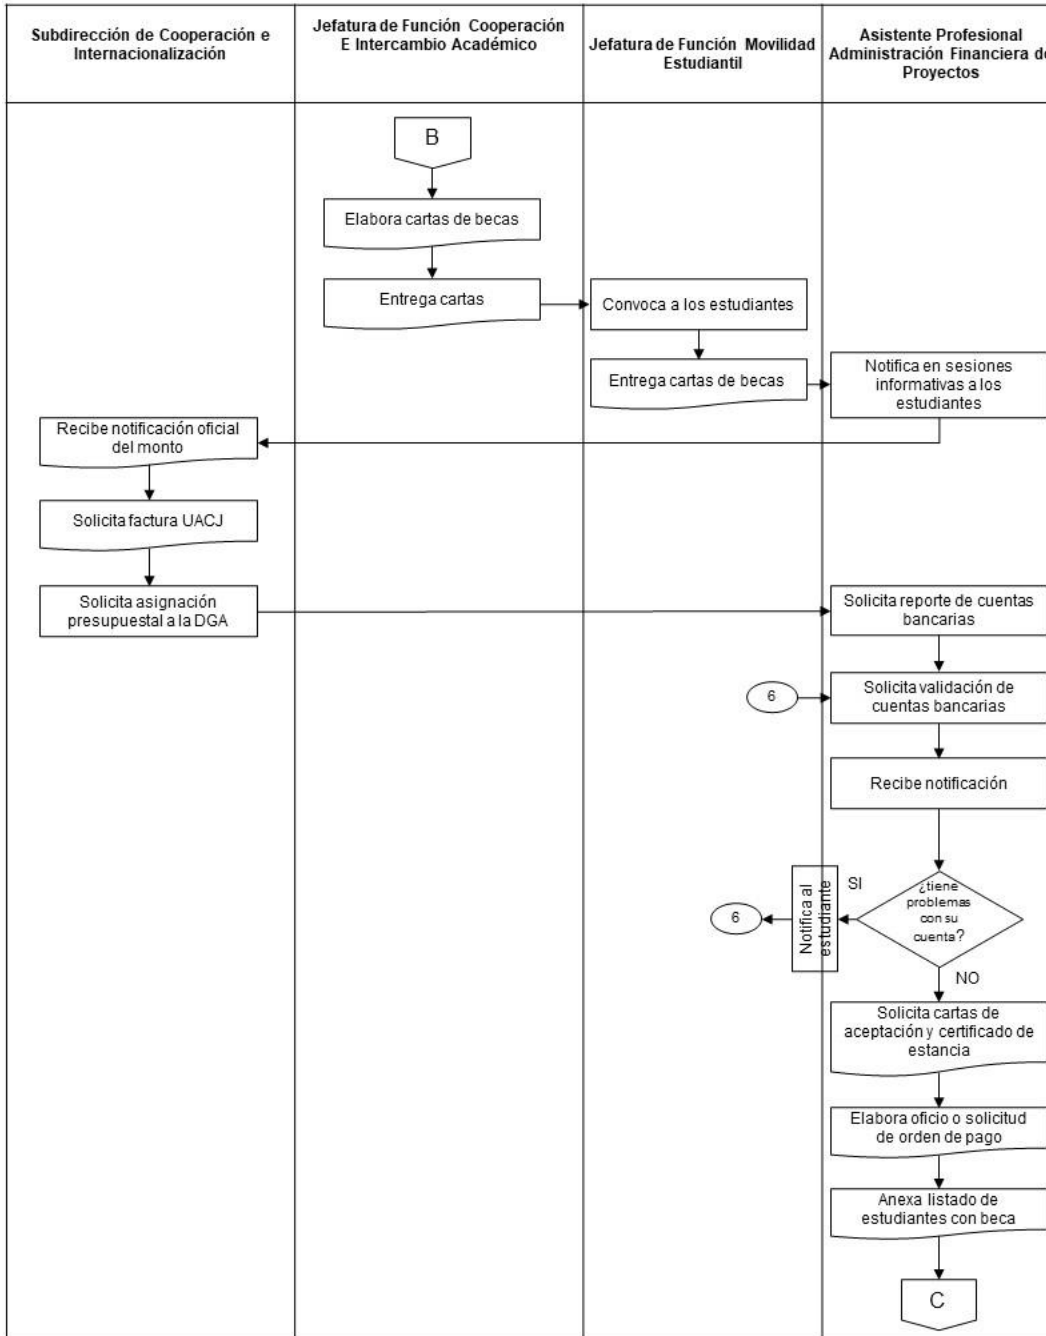 Subdirección de Cooperación e
Internacionalización
Jefatura de Función Cooperación
E Intercambio Académico
Jefatura de Función Movilidad
Estudiantil
Asistente Profesional
Administración Financiera de
Proyectos
B
Elabora cartas de becas
Entrega cartas
Convoca a los estudiantes
Entrega cartas de becas
Notifica en sesiones
informativas a los
estudiantes
Recibe notificación oficial
del monto
Solicita factura UACJ
Solicita asignación
presupuestal a la DGA
Solicita reporte de cuentas
bancarias
6
Solicita validación de
cuentas bancarias
Recibe notificación
¿tiene
problemas
con su
cuenta?
SI
Notifica al
estudiante
6
NO
Solicita cartas de
aceptación y certificado de
estancia
Elabora oficio o solicitud
de orden de pago
Anexa listado de
estudiantes con beca
C